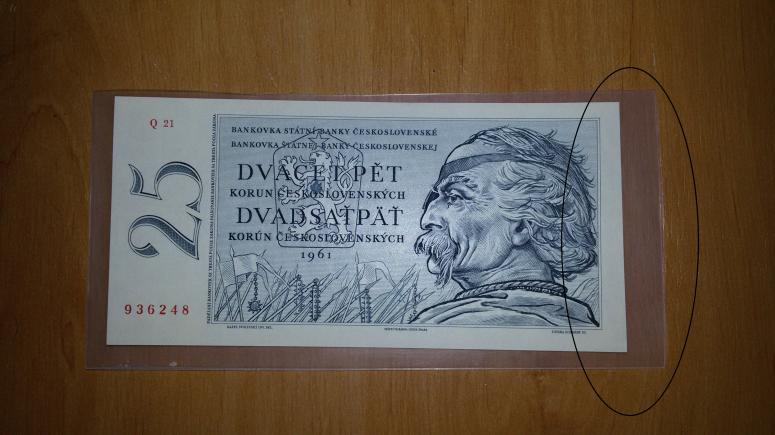 Q 21
BANKOVKA STÁTNÍ BANKY ČESKOSLOVENSKÉ
BANKOVKA ŠTÁTNEJ BANKY ČESKOSLOVENSKEJ
DVACET PĚT
KORUN ČESKOSLOVENSKÝCH
DVADSAŤPÄŤ
KORÚN ČESKOSLOVENSKÝCH
1961
25
936248